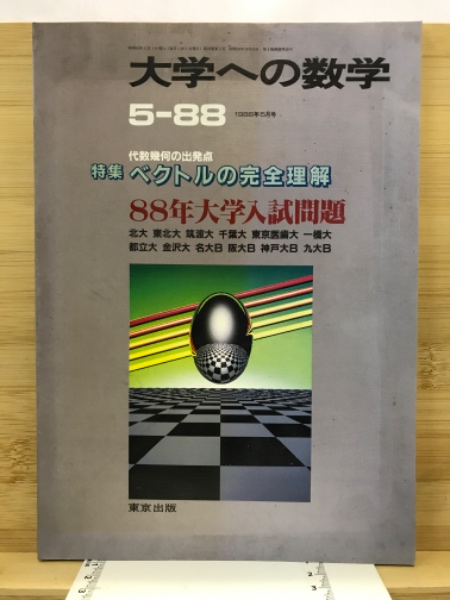 大学への数学
5-88 1988年5月号
代数幾何の出発点
特集 ベクトルの完全理解
88年大学入試問題
北大 東北大 筑波大 千葉大 東京医歯大 一橋大
都立大 金沢大 名大B 阪大B 神戸大B 九大B
東京出版